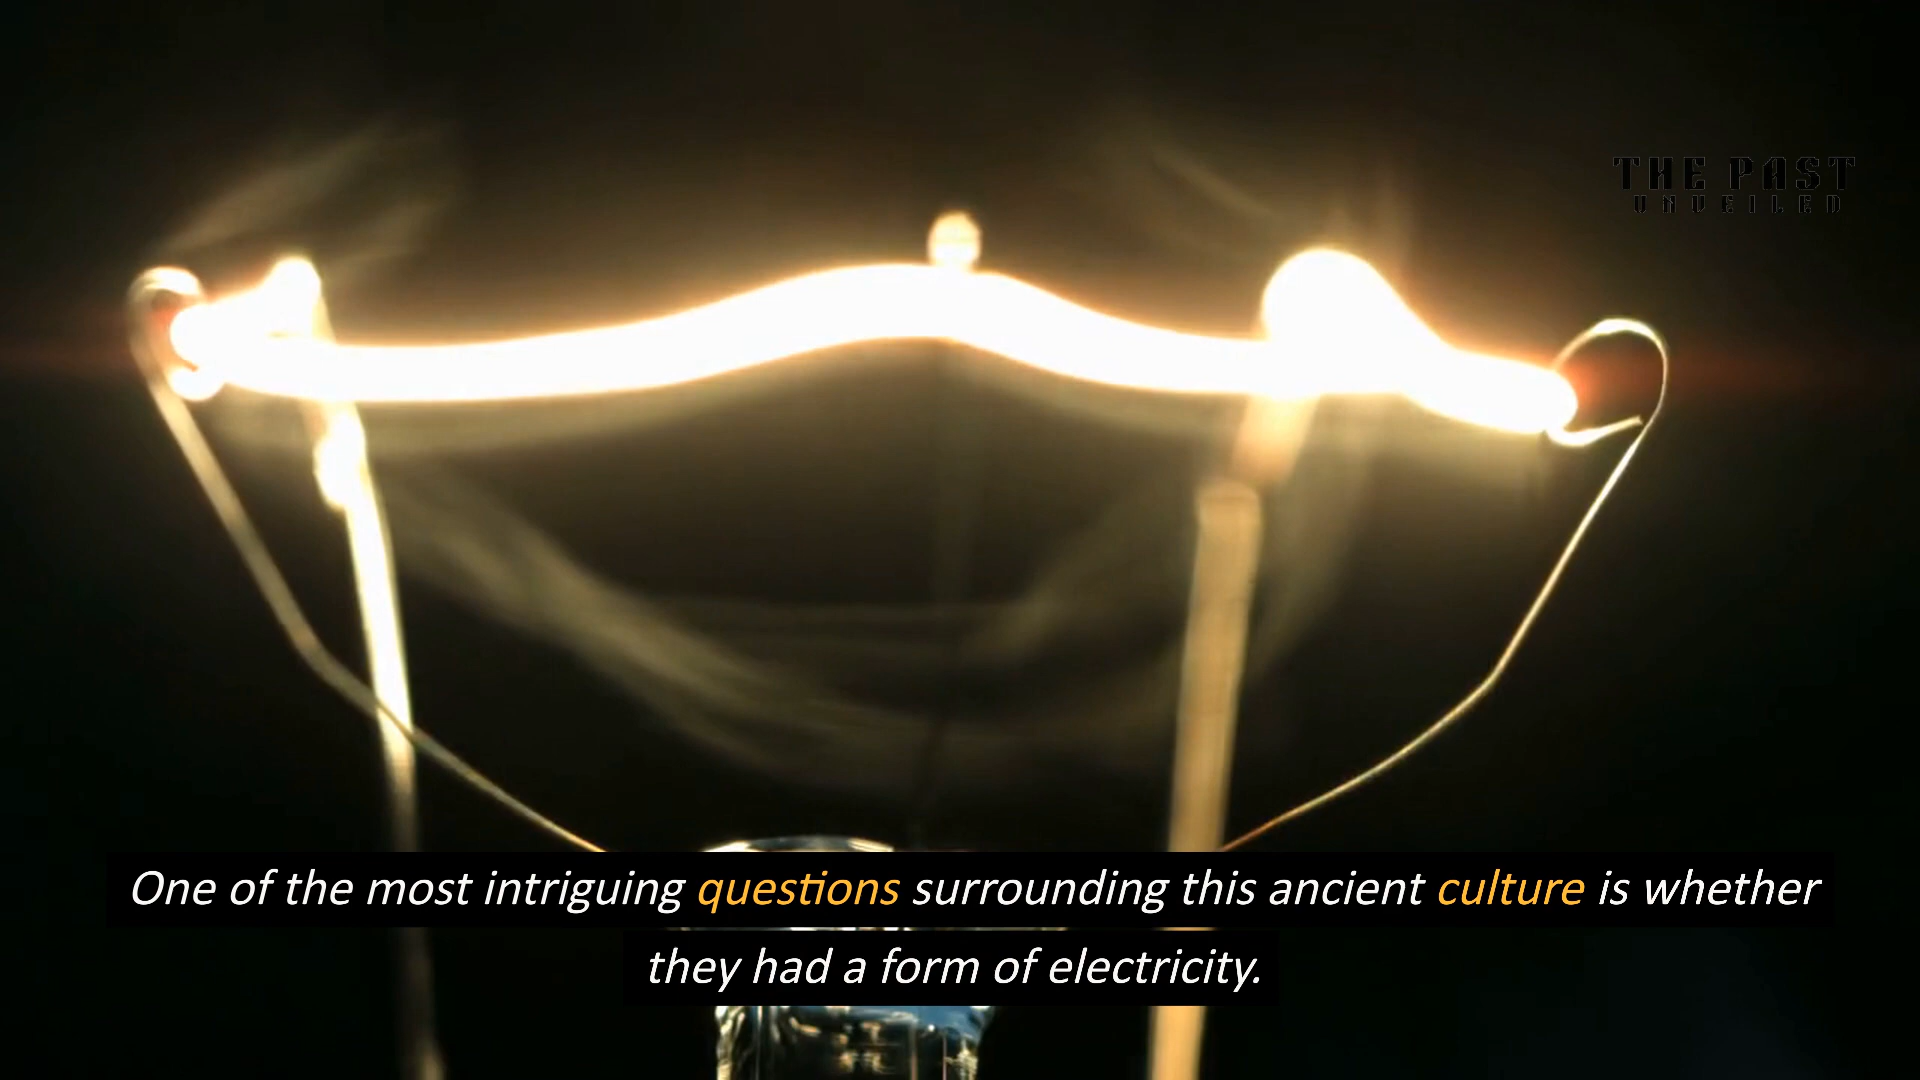 THE PAST
UNVEILED
One of the most intriguing questions surrounding this ancient culture is whether
they had a form of electricity.